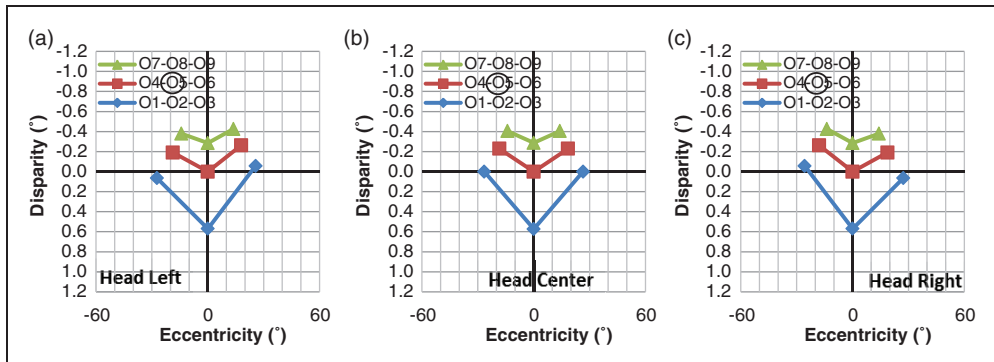 (a)
-1.2
-1.0
-0.8
-0.6
-0.4
-0.2
0.0
0.2
0.4
0.6
0.8
1.0
1.2
Disparity (°)
O7-O8-O9
O4-O5-O6
O1-O2-O3
Head Left
-60 0 60
Eccentricity (°)
(b)
-1.2
-1.0
-0.8
-0.6
-0.4
-0.2
0.0
0.2
0.4
0.6
0.8
1.0
1.2
Disparity (°)
O7-O8-O9
O4-O5-O6
O1-O2-O3
Head Center
-60 0 60
Eccentricity (°)
(c)
-1.2
-1.0
-0.8
-0.6
-0.4
-0.2
0.0
0.2
0.4
0.6
0.8
1.0
1.2
Disparity (°)
O7-O8-O9
O4-O5-O6
O1-O2-O3
Head Right
-60 0 60
Eccentricity (°)